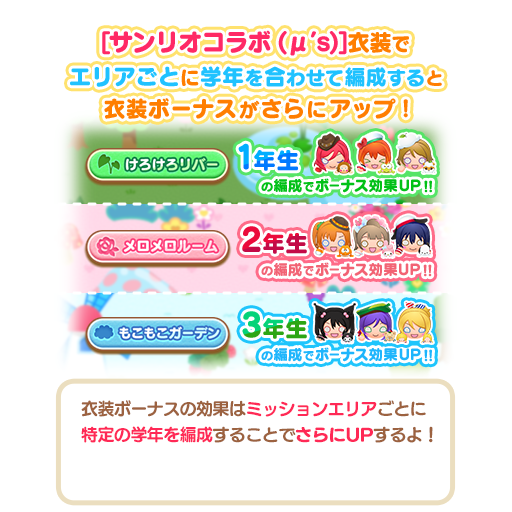 [サンリオコラボ(μ's)]衣装で
エリアごとに学年を合わせて編成すると
衣装ボーナスがさらにアップ！
けろけろリバー
1年生
の編成でボーナス効果UP!!
メロメロルーム
2年生
の編成でボーナス効果UP!!
もこもこガーデン
3年生
の編成でボーナス効果UP!!
衣装ボーナスの効果はミッションエリアごとに
特定の学年を編成することでさらにUPするよ！